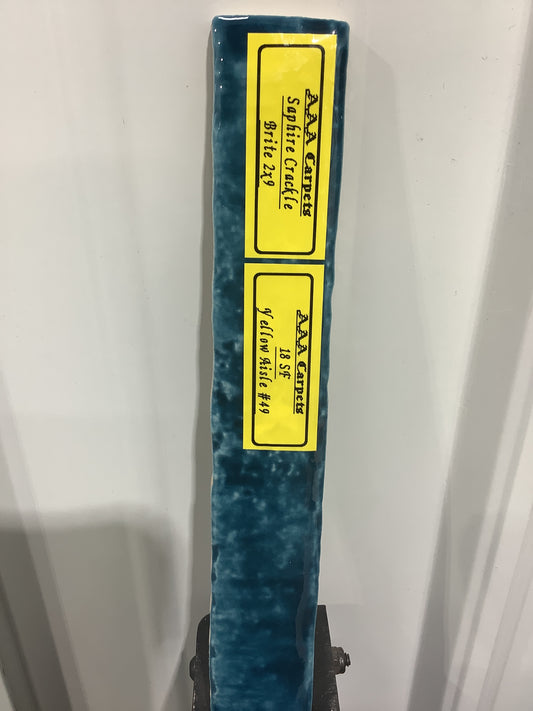 AAA Carpets
Saphire Crackle
Brite 2x9
AAA Carpets
18 SF
Yellow Aisle #49